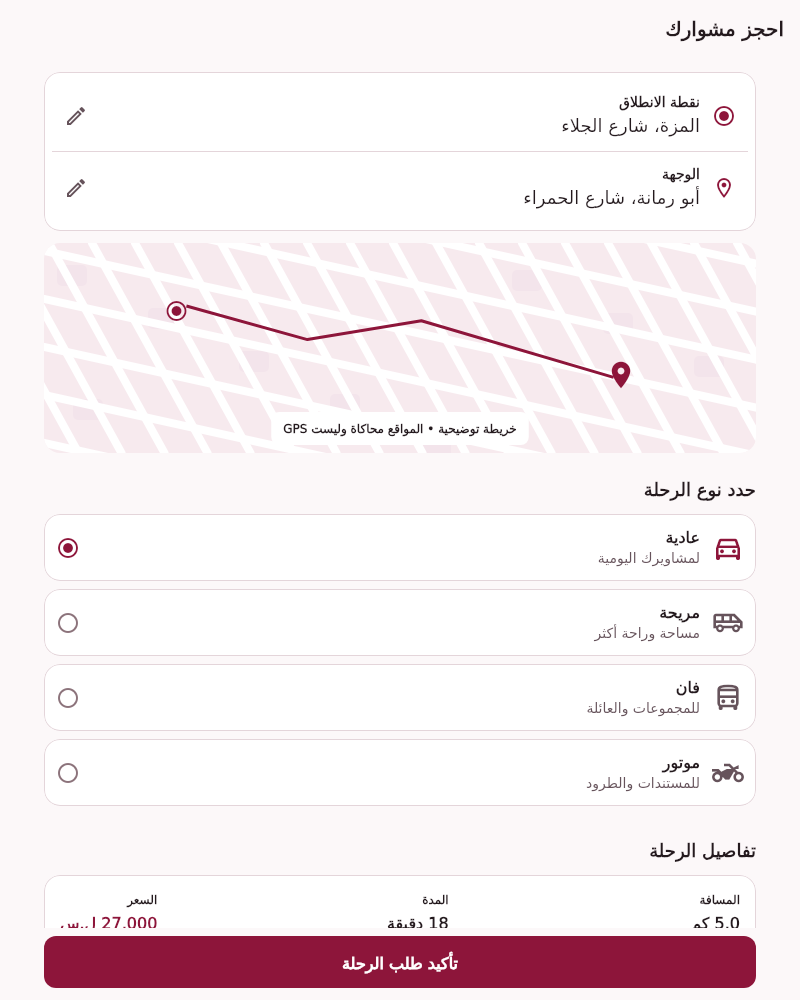 احجز مشوارك
نقطة الانطلاق
المزة، شارع الجلاء
الوجهة
أبو رمانة، شارع الحمراء
خريطة توضيحية • المواقع محاكاة وليست GPS
حدد نوع الرحلة
عادية
لمشاويرك اليومية
مريحة
مساحة وراحة أكثر
فان
للمجموعات والعائلة
موتور
للمستندات والطرود
تفاصيل الرحلة
المسافة
5.0 كم
المدة
18 دقيقة
السعر
27,000 ل.س
تأكيد طلب الرحلة